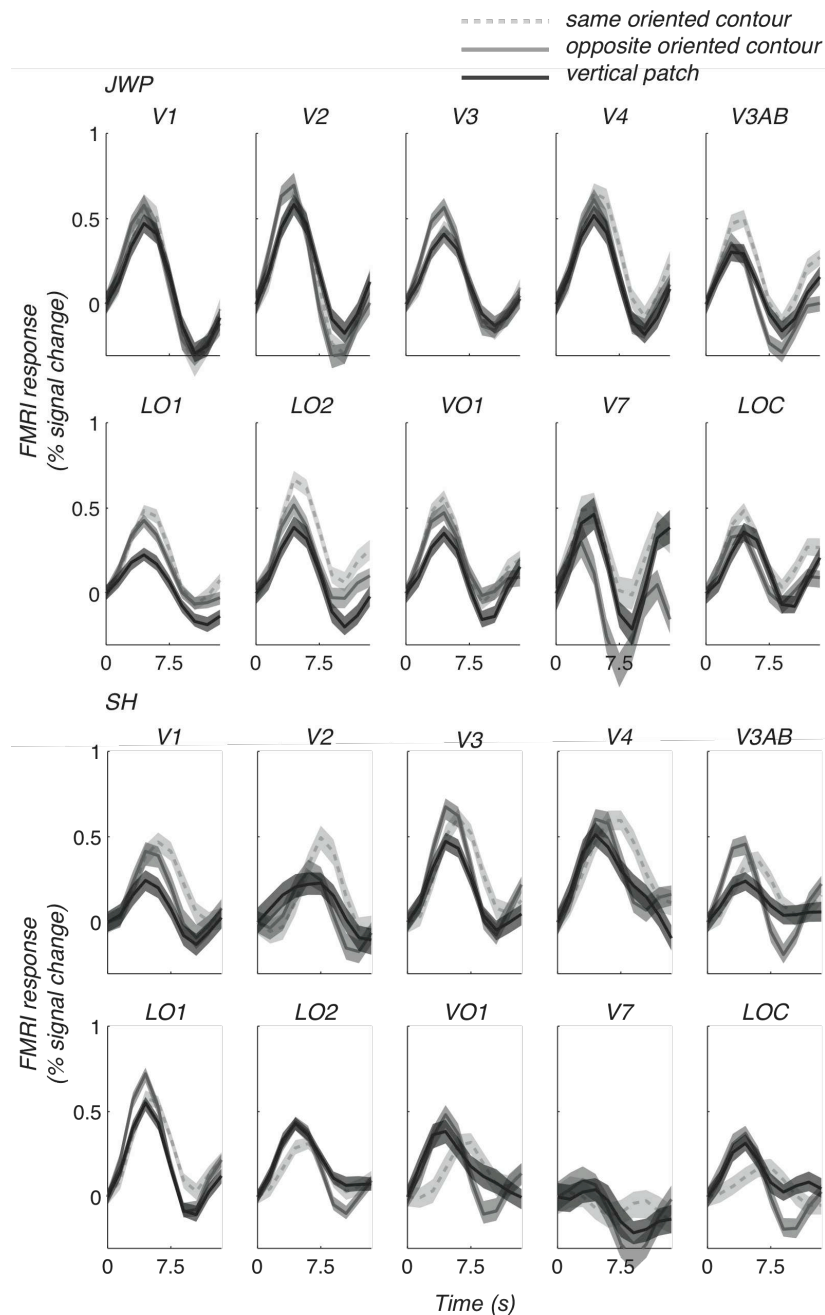 same oriented contour
opposite oriented contour
vertical patch
JWP
V1 V2 V3 V4 V3AB
1
0.5
0
FMRI response
(% signal change)
LO1 LO2 VO1 V7 LOC
1
0.5
0
0 7.5 0 7.5 0 7.5 0 7.5 0 7.5
SH
V1 V2 V3 V4 V3AB
1
0.5
0
FMRI response
(% signal change)
LO1 LO2 VO1 V7 LOC
1
0.5
0
0 7.5 0 7.5 0 7.5 0 7.5 0 7.5
Time (s)